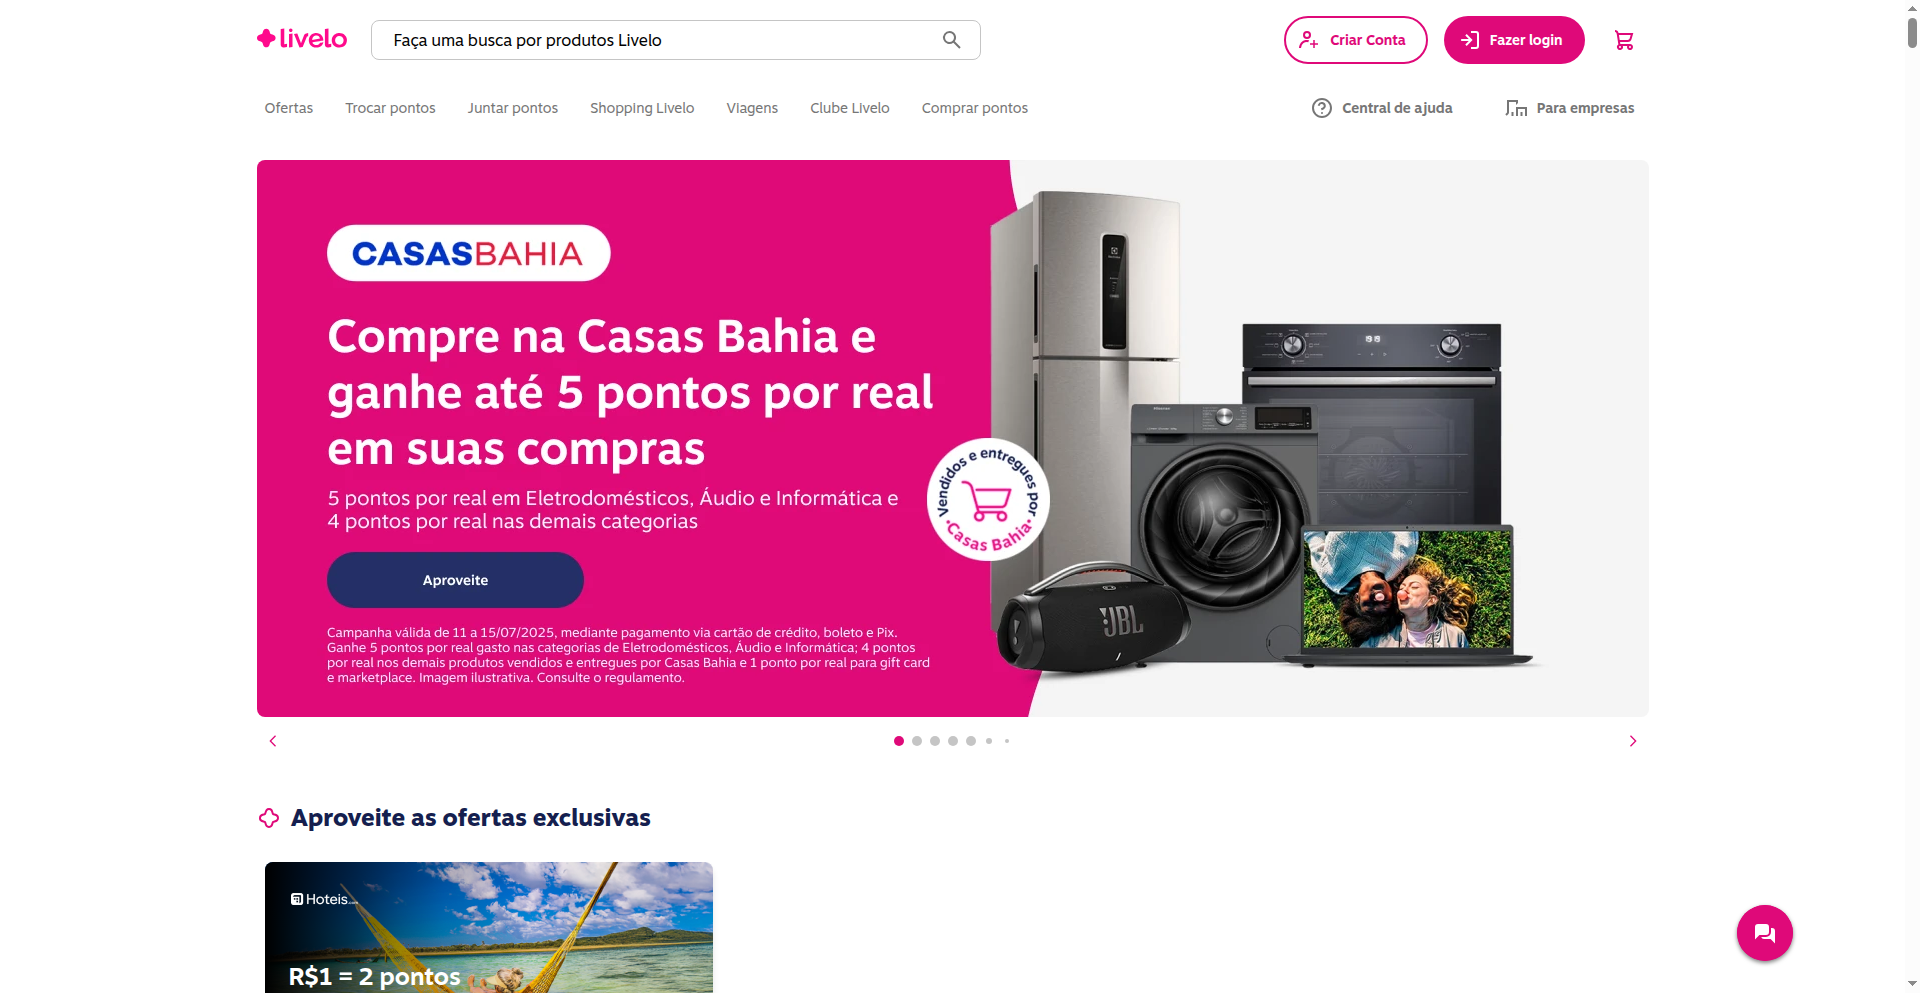 livelo
Faça uma busca por produtos Livelo
Criar Conta
Fazer login
Ofertas
Trocar pontos
Juntar pontos
Shopping Livelo
Viagens
Clube Livelo
Comprar pontos
Central de ajuda
Para empresas
CASASBAHIA
Compre na Casas Bahia e
ganhe até 5 pontos por real
em suas compras
5 pontos por real em Eletrodomésticos, Áudio e Informática e
4 pontos por real nas demais categorias
Aproveite
Campanha válida de 11 a 15/07/2025, mediante pagamento via cartão de crédito, boleto e Pix.
Ganhe 5 pontos por real gasto nas categorias de Eletrodomésticos, Áudio e Informática; 4 pontos
por real nos demais produtos vendidos e entregues por Casas Bahia e 1 ponto por real para gift card
e marketplace. Imagem ilustrativa. Consulte o regulamento.
Vendidos e entregues por
•Casas Bahia•
JBL
Aproveite as ofertas exclusivas
Hoteis
R$1 = 2 pontos